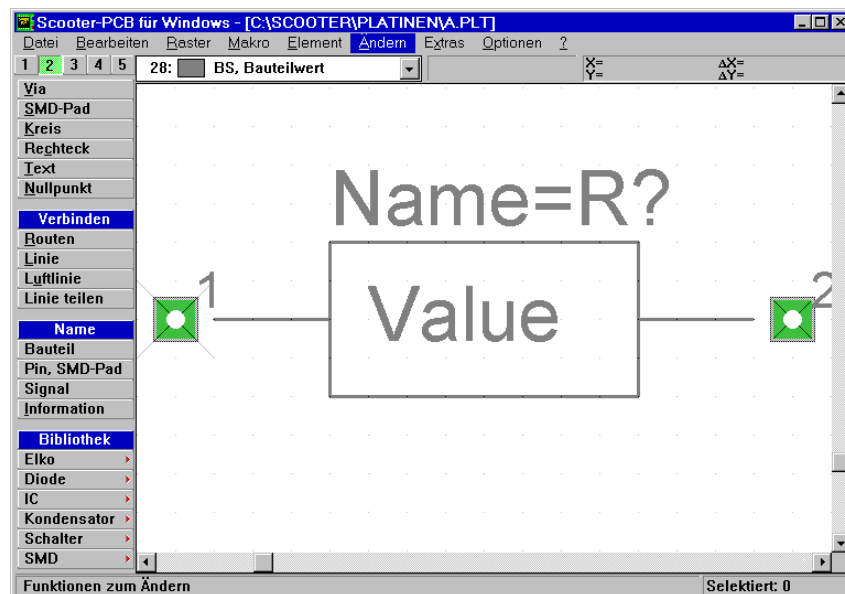 Scooter-PCB für Windows - [C:\SCOOTER\PLATINEN\A.PLT]
Datei Bearbeiten Raster Makro Element Ändern Extras Optionen ?
1 2 3 4 5 28: BS, Bauteilwert X= ΔX=
Y= ΔY=
Via
SMD-Pad
Kreis
Rechteck
Text
Nullpunkt
Verbinden
Routen
Linie
Luftlinie
Linie teilen
Name
Bauteil
Pin, SMD-Pad
Signal
Information
Bibliothek
Elko
Diode
IC
Kondensator
Schalter
SMD
Name=R?
1 Value 2
Funktionen zum Ändern Selektiert: 0